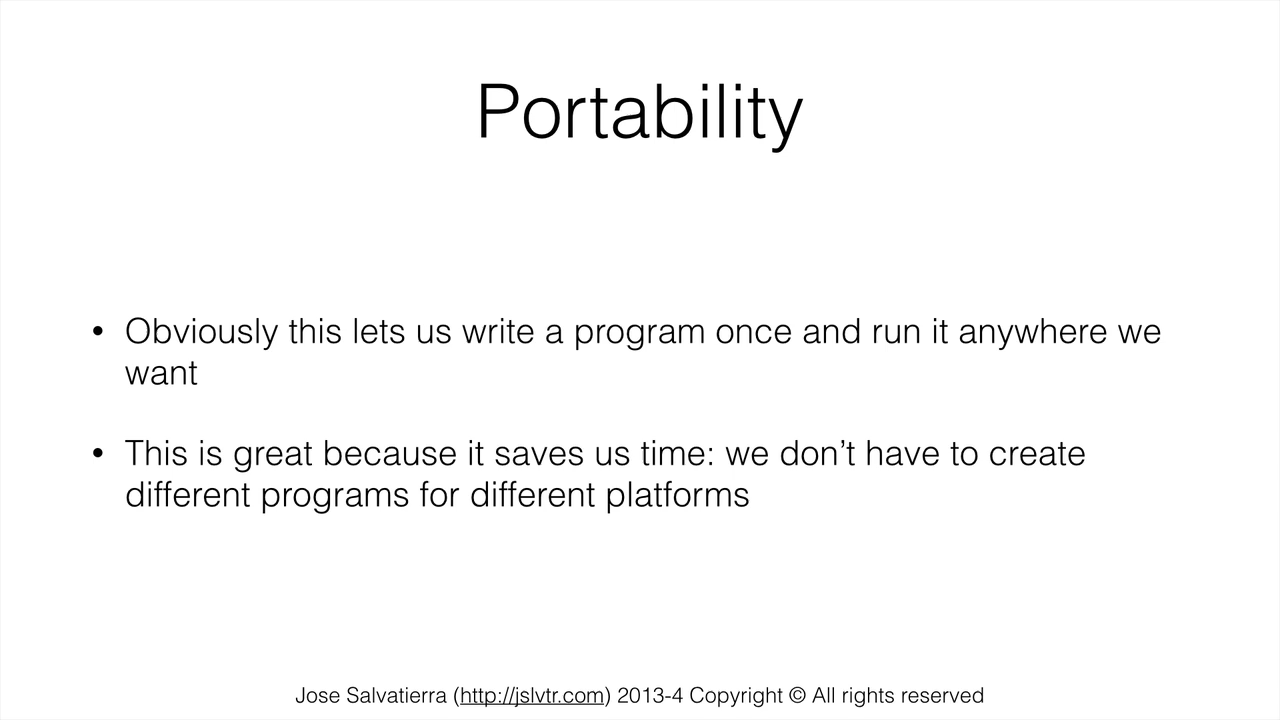 Portability
• Obviously this lets us write a program once and run it anywhere we
want
• This is great because it saves us time: we don’t have to create
different programs for different platforms
Jose Salvatierra (http://jslvtr.com) 2013-4 Copyright © All rights reserved